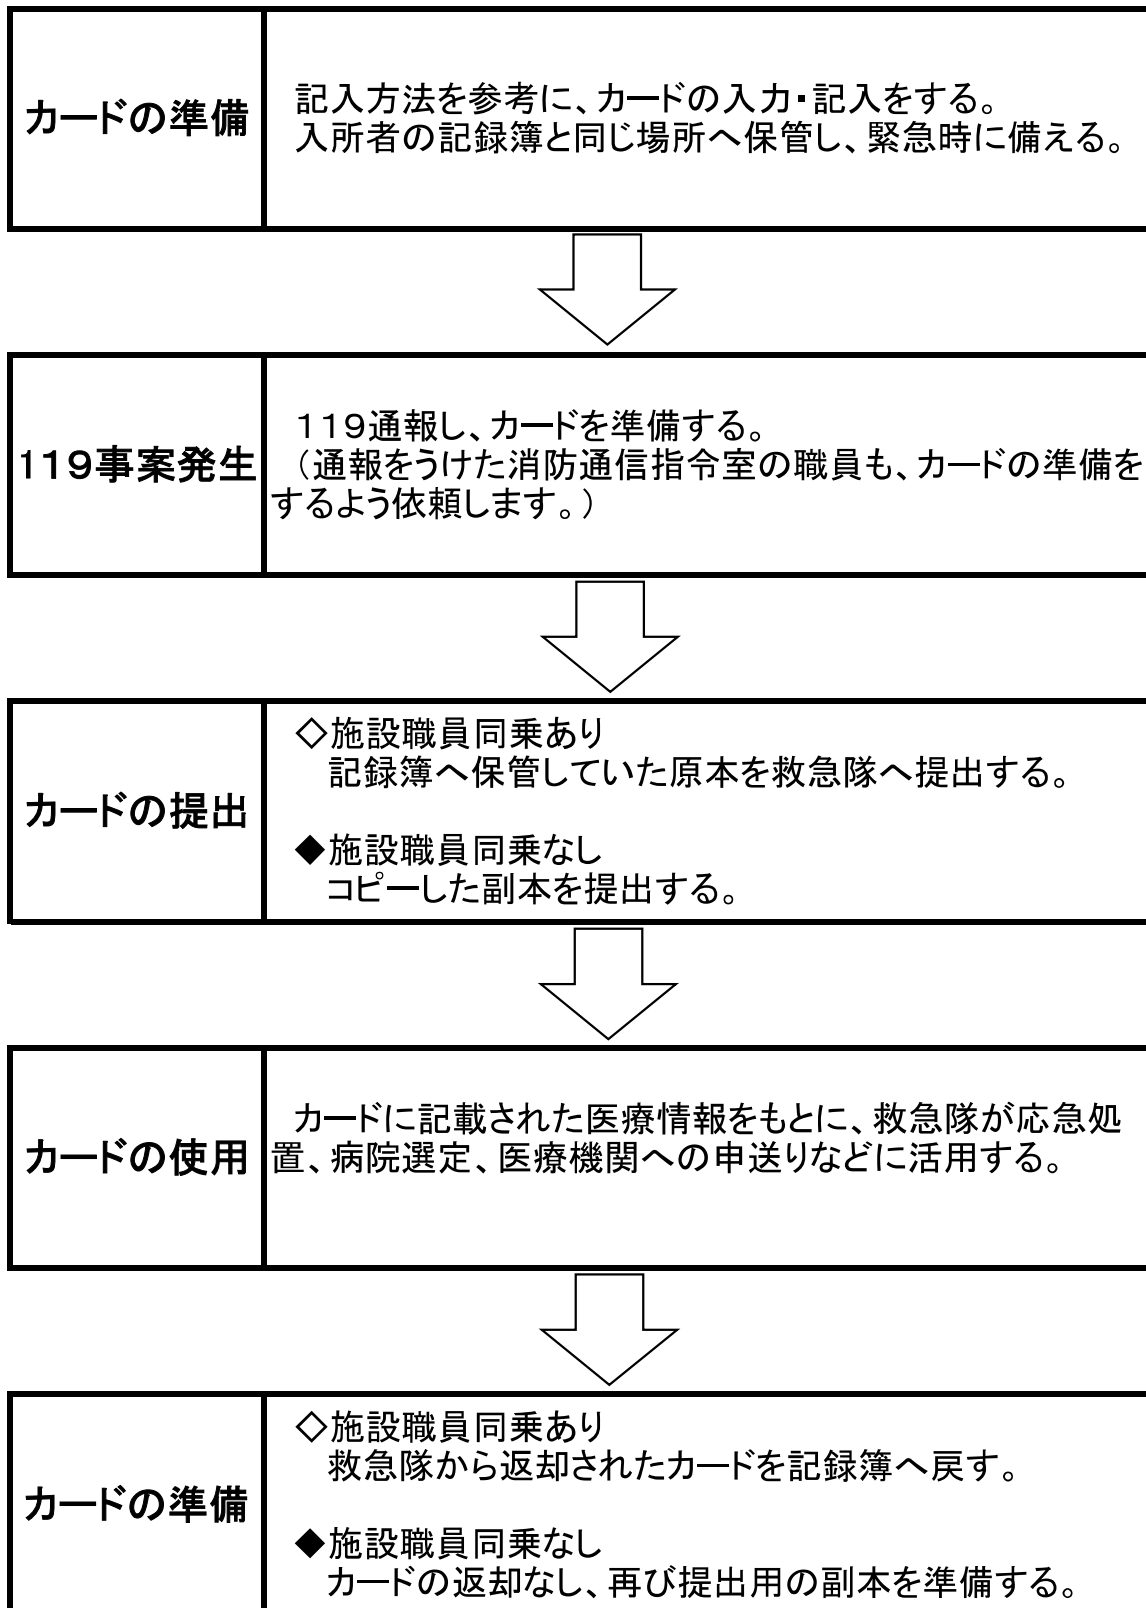 カードの準備
記入方法を参考に、カードの入力・記入をする。
入所者の記録簿と同じ場所へ保管し、緊急時に備える。
119事案発生
119通報し、カードを準備する。
(通報をうけた消防通信指令室の職員も、カードの準備を
するよう依頼します。)
カードの提出
◇施設職員同乗あり
記録簿へ保管していた原本を救急隊へ提出する。
◆施設職員同乗なし
コピーした副本を提出する。
カードの使用
カードに記載された医療情報をもとに、救急隊が応急処
置、病院選定、医療機関への申送りなどに活用する。
カードの準備
◇施設職員同乗あり
救急隊から返却されたカードを記録簿へ戻す。
◆施設職員同乗なし
カードの返却なし、再び提出用の副本を準備する。